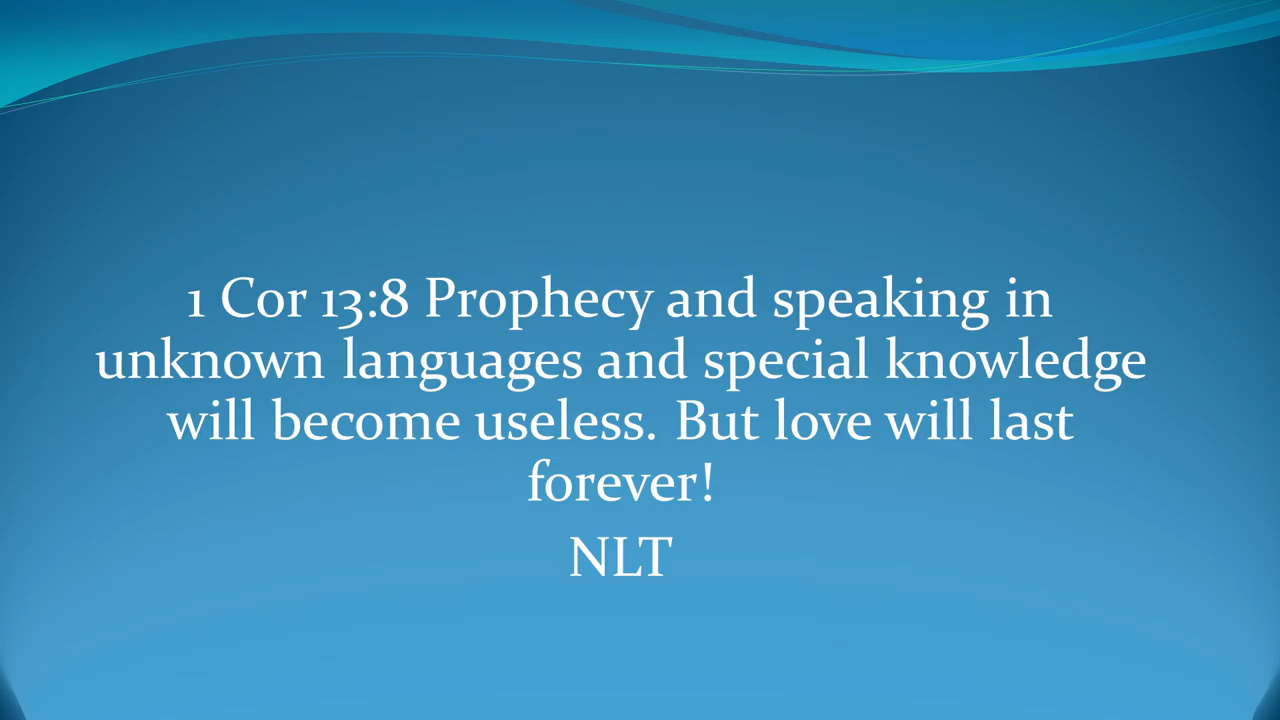 1 Cor 13:8 Prophecy and speaking in
unknown languages and special knowledge
will become useless. But love will last
forever!
NLT